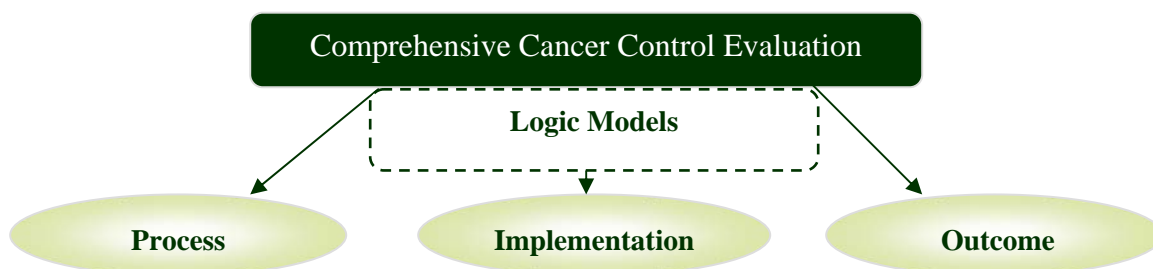 Comprehensive Cancer Control Evaluation
Logic Models
Process Implementation Outcome